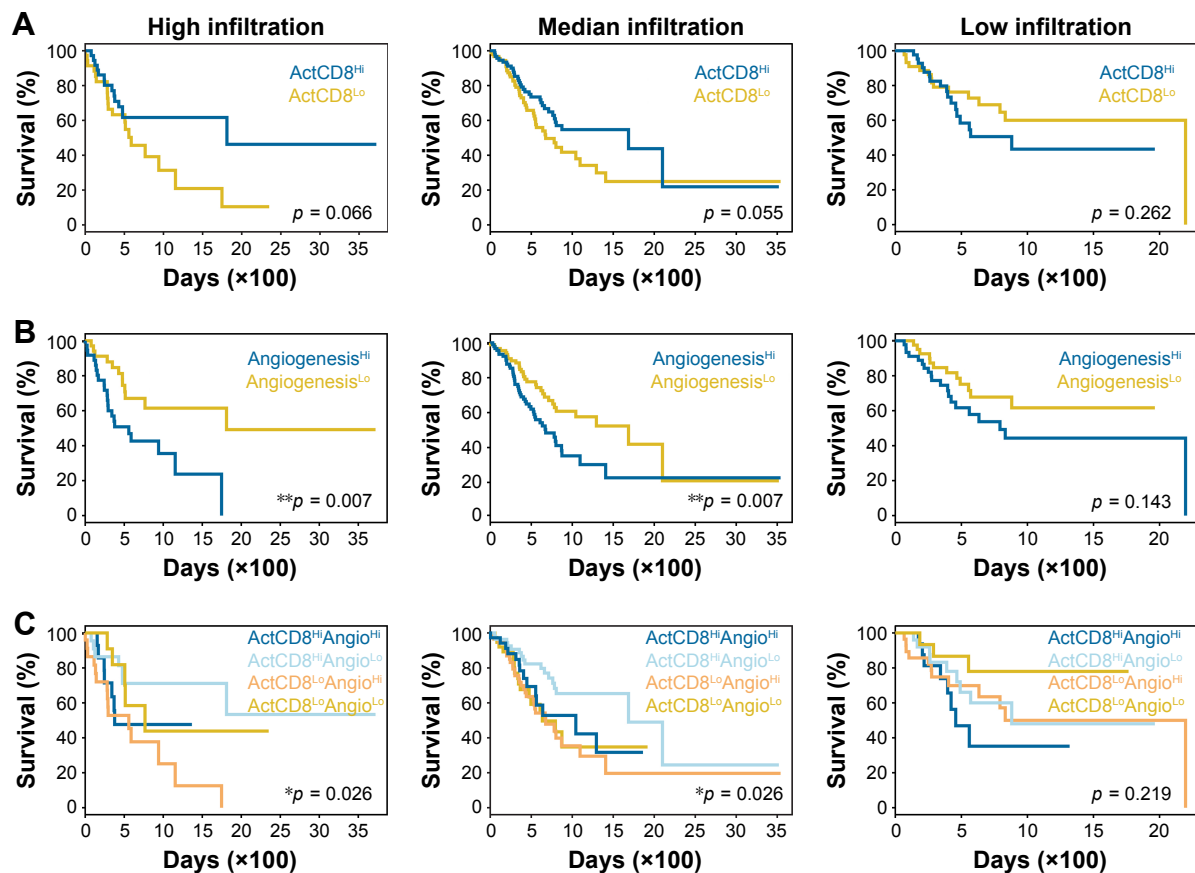 A
High infiltration
Median infiltration
Low infiltration
Survival (%)
100
80
60
40
20
0
ActCD8Hi
ActCD8Lo
p = 0.066
0 5 10 15 20 25 30 35
Days (×100)
Survival (%)
100
80
60
40
20
0
ActCD8Hi
ActCD8Lo
p = 0.055
0 5 10 15 20 25 30 35
Days (×100)
Survival (%)
100
80
60
40
20
0
ActCD8Hi
ActCD8Lo
p = 0.262
0 5 10 15 20
Days (×100)
B
Survival (%)
100
80
60
40
20
0
AngiogenesisHi
AngiogenesisLo
**p = 0.007
0 5 10 15 20 25 30 35
Days (×100)
Survival (%)
100
80
60
40
20
0
AngiogenesisHi
AngiogenesisLo
**p = 0.007
0 5 10 15 20 25 30 35
Days (×100)
Survival (%)
100
80
60
40
20
0
AngiogenesisHi
AngiogenesisLo
p = 0.143
0 5 10 15 20
Days (×100)
C
Survival (%)
100
80
60
40
20
0
ActCD8HiAngioHi
ActCD8HiAngioLo
ActCD8LoAngioHi
ActCD8LoAngioLo
*p = 0.026
0 5 10 15 20 25 30 35
Days (×100)
Survival (%)
100
80
60
40
20
0
ActCD8HiAngioHi
ActCD8HiAngioLo
ActCD8LoAngioHi
ActCD8LoAngioLo
*p = 0.026
0 5 10 15 20 25 30 35
Days (×100)
Survival (%)
100
80
60
40
20
0
ActCD8HiAngioHi
ActCD8HiAngioLo
ActCD8LoAngioHi
ActCD8LoAngioLo
p = 0.219
0 5 10 15 20
Days (×100)